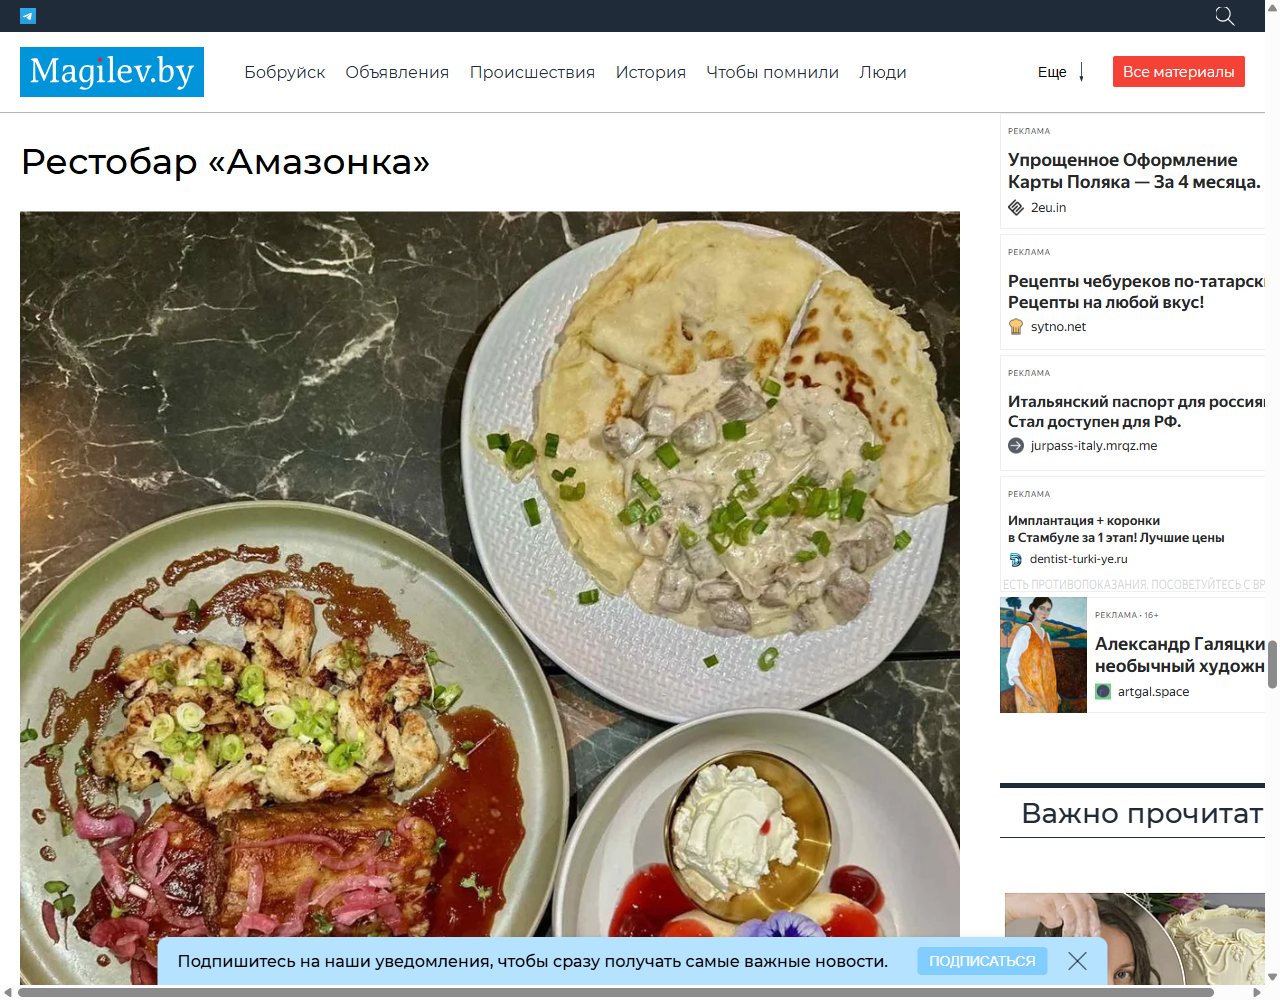 Magilev.by
Бобруйск Объявления Происшествия История Чтобы помнили Люди
Еще
Все материалы
Рестобар «Амазонка»
РЕКЛАМА
Упрощенное Оформление
Карты Поляка — За 4 месяца.
2eu.in
РЕКЛАМА
Рецепты чебуреков по-татарск
Рецепты на любой вкус!
sytno.net
РЕКЛАМА
Итальянский паспорт для россия
Стал доступен для РФ.
jurpass-italy.mrqz.me
РЕКЛАМА
Имплантация + коронки
в Стамбуле за 1 этап! Лучшие цены
dentist-turki-ye.ru
ЕСТЬ ПРОТИВОПОКАЗАНИЯ. ПОСОВЕТУЙТЕСЬ С ВР
РЕКЛАМА • 16+
Александр Галяцки
необычный художн
artgal.space
Важно прочитат
Подпишитесь на наши уведомления, чтобы сразу получать самые важные новости.
ПОДПИСАТЬСЯ